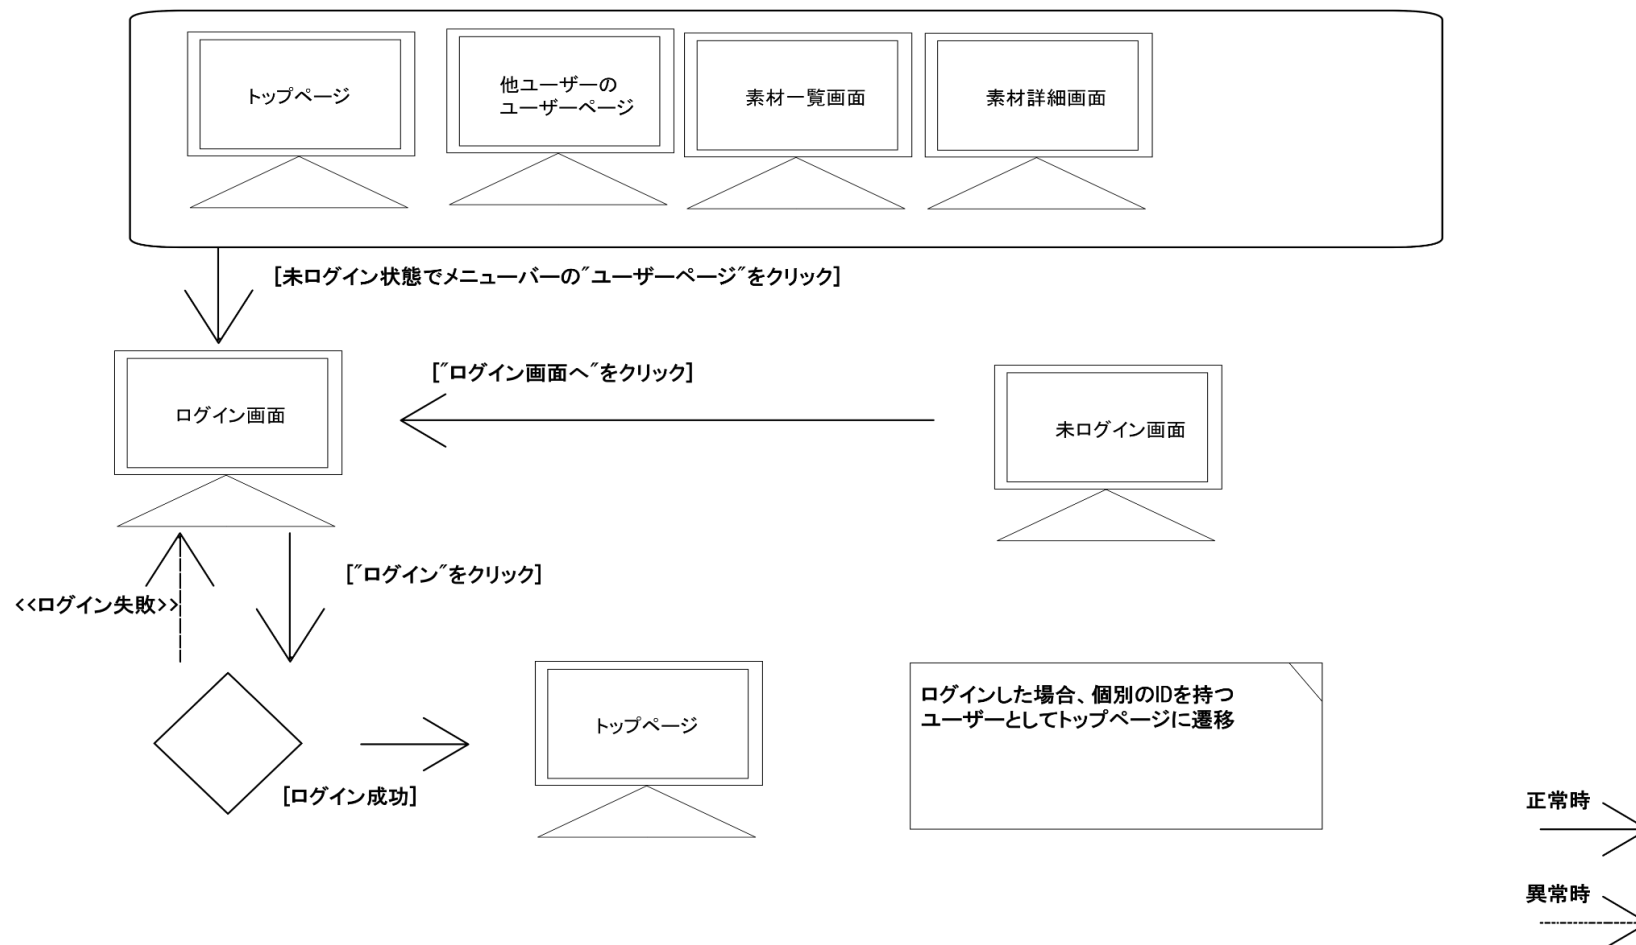 トップページ
他ユーザーの
ユーザーページ
素材一覧画面
素材詳細画面
[未ログイン状態でメニューバーの"ユーザーページ"をクリック]
["ログイン画面へ"をクリック]
ログイン画面
未ログイン画面
["ログイン"をクリック]
<<ログイン失敗>>
ログインした場合、個別のIDを持つ
ユーザーとしてトップページに遷移
トップページ
[ログイン成功]
正常時
異常時